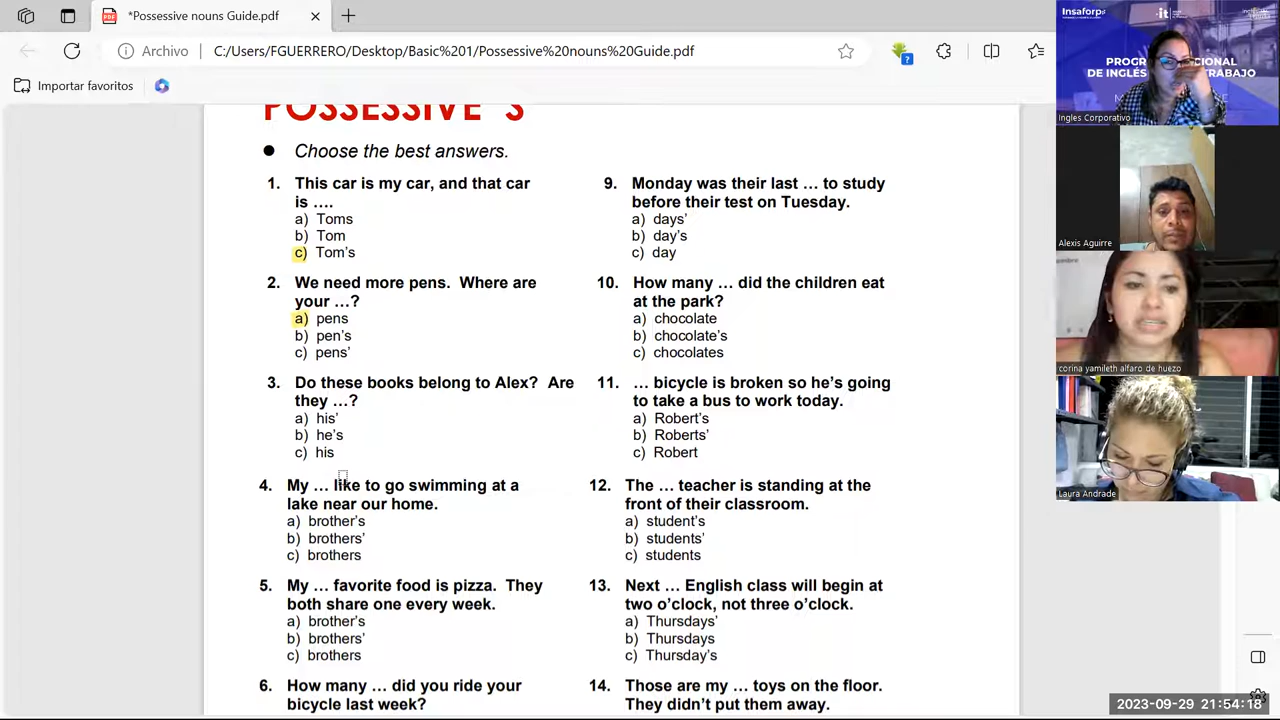 *Possessive nouns Guide.pdf
Archivo
C:/Users/FGUERRERO/Desktop/Basic%201/Possessive%20nouns%20Guide.pdf
Importar favoritos
POSSESSIVE 'S
Choose the best answers.
1. This car is my car, and that car
is ….
a) Toms
b) Tom
c) Tom's
2. We need more pens. Where are
your …?
a) pens
b) pen's
c) pens'
3. Do these books belong to Alex? Are
they …?
a) his'
b) he's
c) his
4. My … like to go swimming at a
lake near our home.
a) brother's
b) brothers'
c) brothers
5. My … favorite food is pizza. They
both share one every week.
a) brother's
b) brothers'
c) brothers
6. How many … did you ride your
bicycle last week?
9. Monday was their last … to study
before their test on Tuesday.
a) days'
b) day's
c) day
10. How many … did the children eat
at the park?
a) chocolate
b) chocolate's
c) chocolates
11. … bicycle is broken so he's going
to take a bus to work today.
a) Robert's
b) Roberts'
c) Robert
12. The … teacher is standing at the
front of their classroom.
a) student's
b) students'
c) students
13. Next … English class will begin at
two o'clock, not three o'clock.
a) Thursdays'
b) Thursdays
c) Thursday's
14. Those are my … toys on the floor.
They didn't put them away.
Insaforp
PROGR CIONAL
DE INGLÉS TRABAJO
Ingles Corporativo
Alexis Aguirre
corina yamileth alfaro de huezo
Laura Andrade
2023-09-29 21:54:18